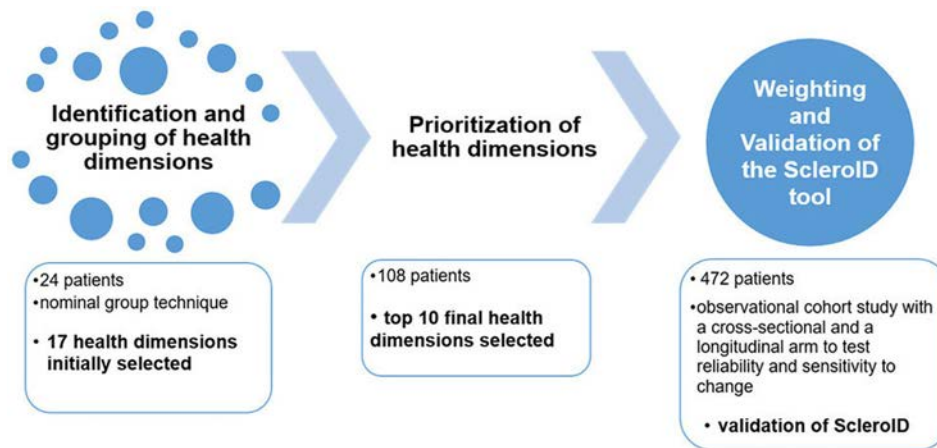 Identification and
grouping of health
dimensions
Prioritization of
health dimensions
Weighting
and
Validation of
the ScleroID
tool
•24 patients
•nominal group technique
• 17 health dimensions
initially selected
•108 patients
• top 10 final health
dimensions selected
• 472 patients
•observational cohort study with
a cross-sectional and a
longitudinal arm to test
reliability and sensitivity to
change
• validation of ScleroID